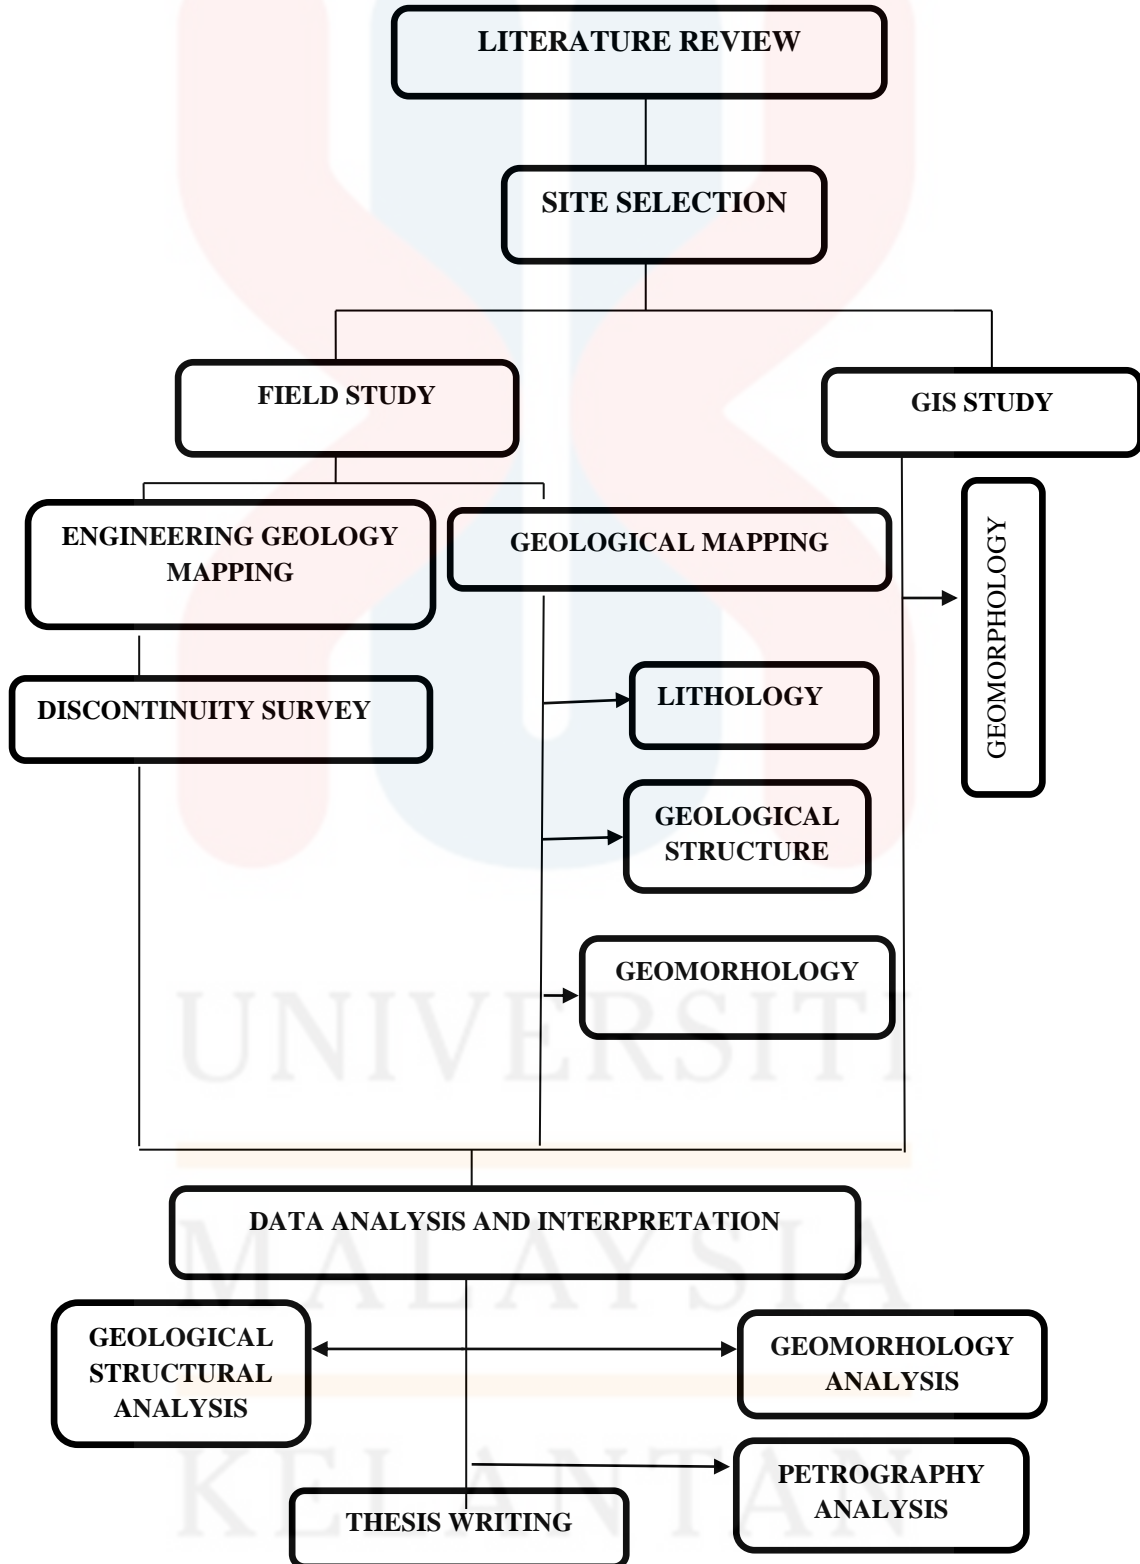 LITERATURE REVIEW
SITE SELECTION
FIELD STUDY
GIS STUDY
ENGINEERING GEOLOGY
MAPPING
GEOLOGICAL MAPPING
GEOMORPHOLOGY
DISCONTINUITY SURVEY
LITHOLOGY
GEOLOGICAL
STRUCTURE
GEOMORHOLOGY
UNIVERSITI
DATA ANALYSIS AND INTERPRETATION
MALAYSIA
GEOLOGICAL
STRUCTURAL
ANALYSIS
GEOMORHOLOGY
ANALYSIS
KELANTAN
PETROGRAPHY
ANALYSIS
THESIS WRITING